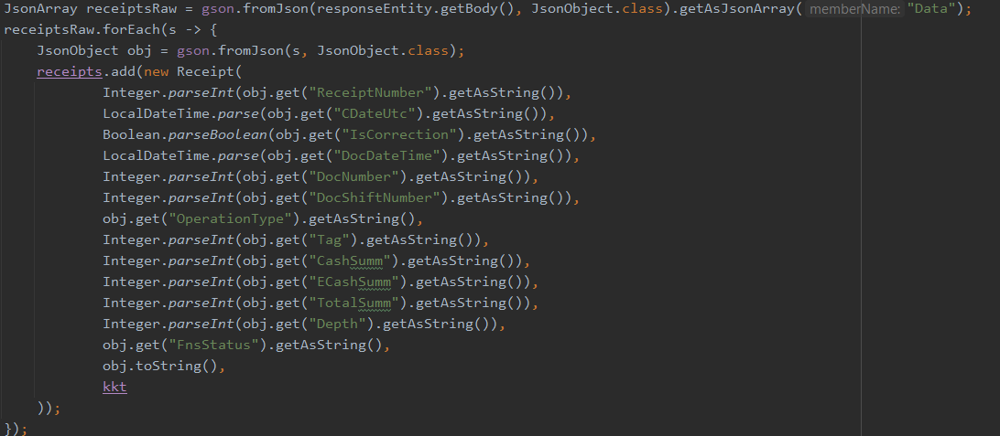 JsonArray receiptsRaw = gson.fromJson(responseEntity.getBody(), JsonObject.class).getAsJsonArray( memberName: "Data");
receiptsRaw.forEach(s -> {
    JsonObject obj = gson.fromJson(s, JsonObject.class);
    receipts.add(new Receipt(
            Integer.parseInt(obj.get("ReceiptNumber").getAsString()),
            LocalDateTime.parse(obj.get("CDateUtc").getAsString()),
            Boolean.parseBoolean(obj.get("IsCorrection").getAsString()),
            LocalDateTime.parse(obj.get("DocDateTime").getAsString()),
            Integer.parseInt(obj.get("DocNumber").getAsString()),
            Integer.parseInt(obj.get("DocShiftNumber").getAsString()),
            obj.get("OperationType").getAsString(),
            Integer.parseInt(obj.get("Tag").getAsString()),
            Integer.parseInt(obj.get("CashSumm").getAsString()),
            Integer.parseInt(obj.get("ECashSumm").getAsString()),
            Integer.parseInt(obj.get("TotalSumm").getAsString()),
            Integer.parseInt(obj.get("Depth").getAsString()),
            obj.get("FnsStatus").getAsString(),
            obj.toString(),
            kkt
    ));
});